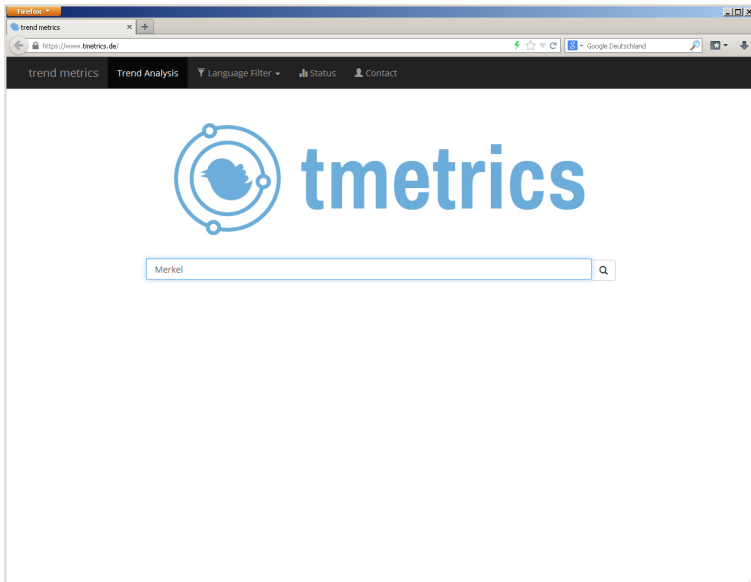 Firefox
trend metrics
https://www.tmetrics.de/
Google Deutschland
trend metrics Trend Analysis Language Filter Status Contact
tmetrics
Merkel